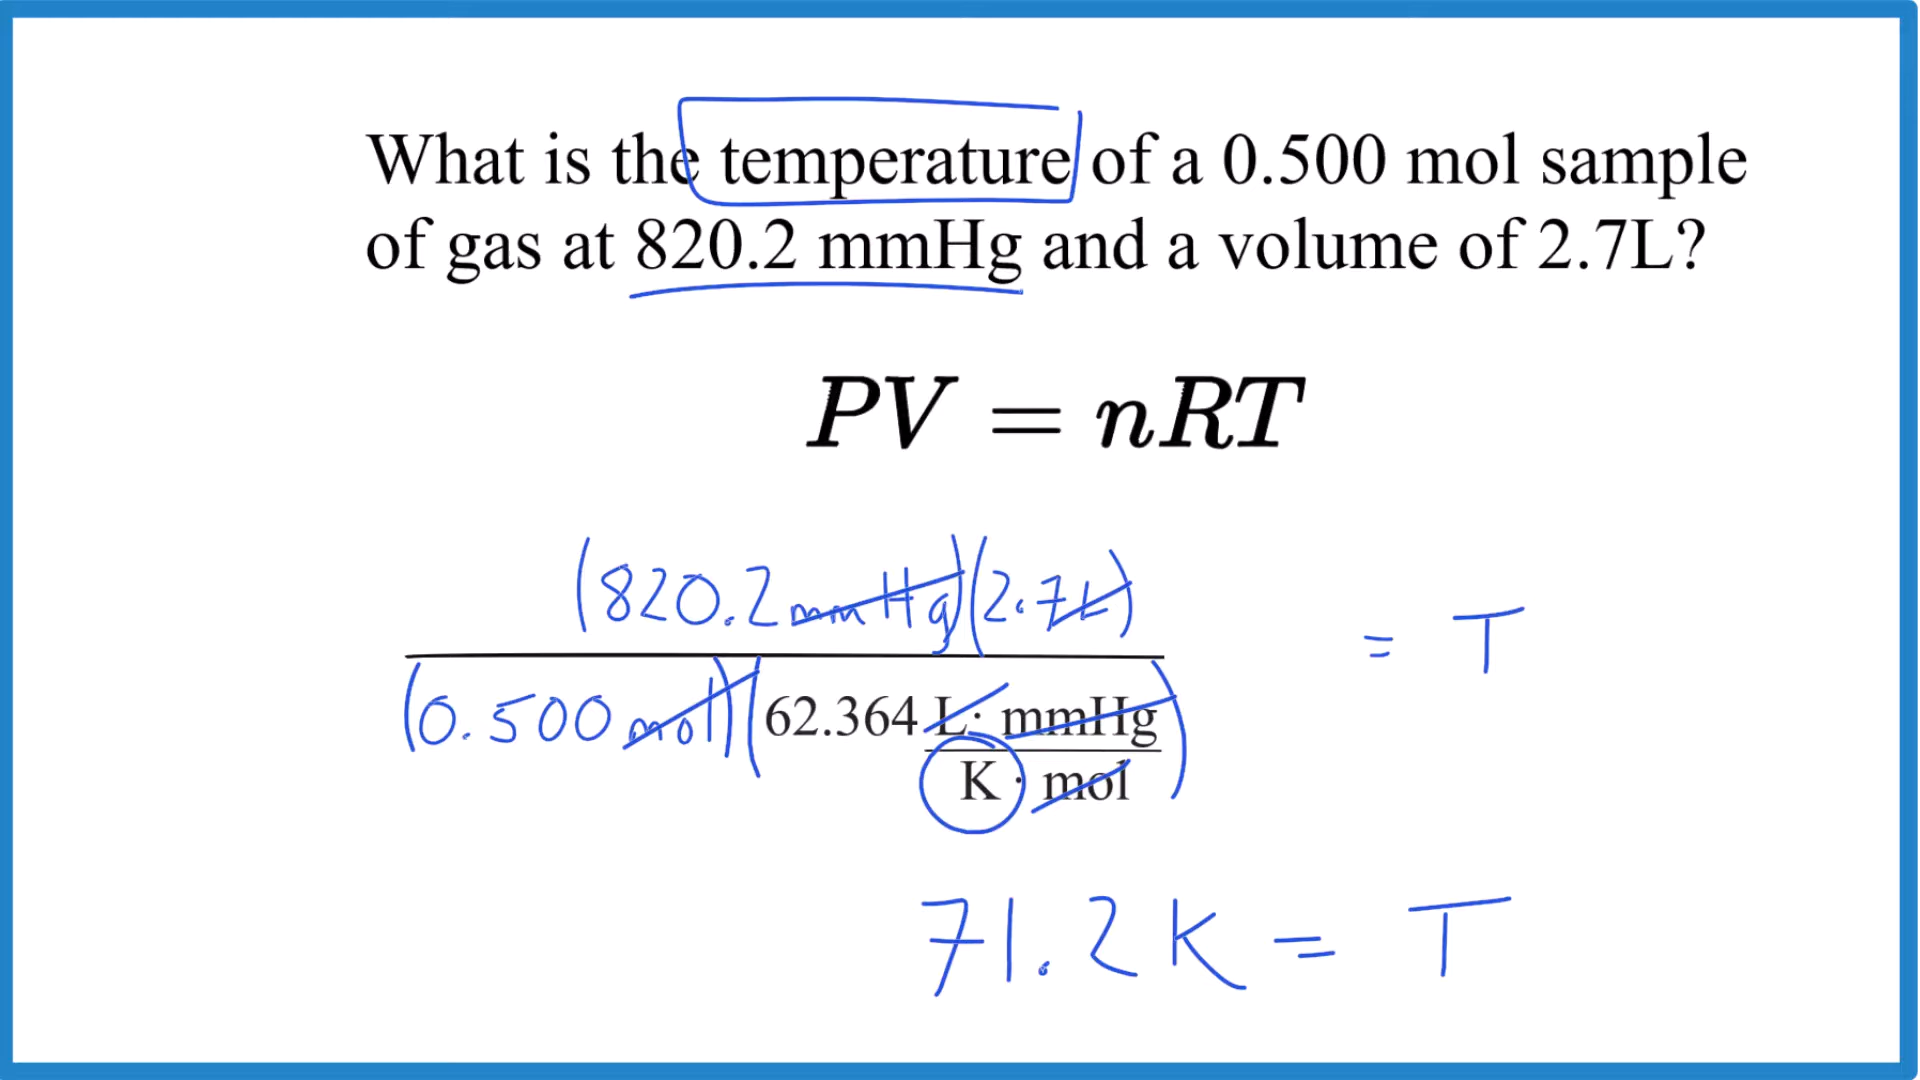 What is the temperature of a 0.500 mol sample
of gas at 820.2 mmHg and a volume of 2.7L?
PV = nRT
(820.2 mmHg)(2.7L)
= T
(0.500 mol)(62.364 L· mmHg
K · mol)
71.2 K = T